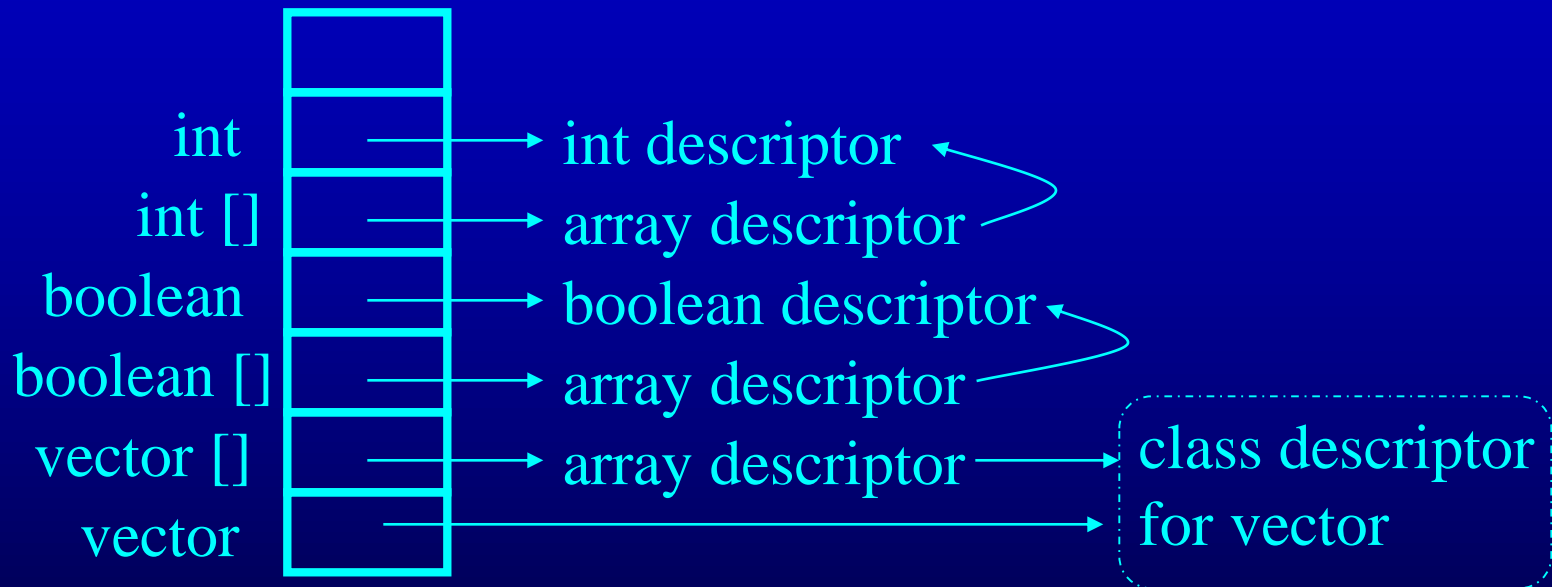 int
int descriptor
int []
array descriptor
boolean
boolean descriptor
boolean []
array descriptor
vector []
array descriptor
class descriptor
for vector
vector